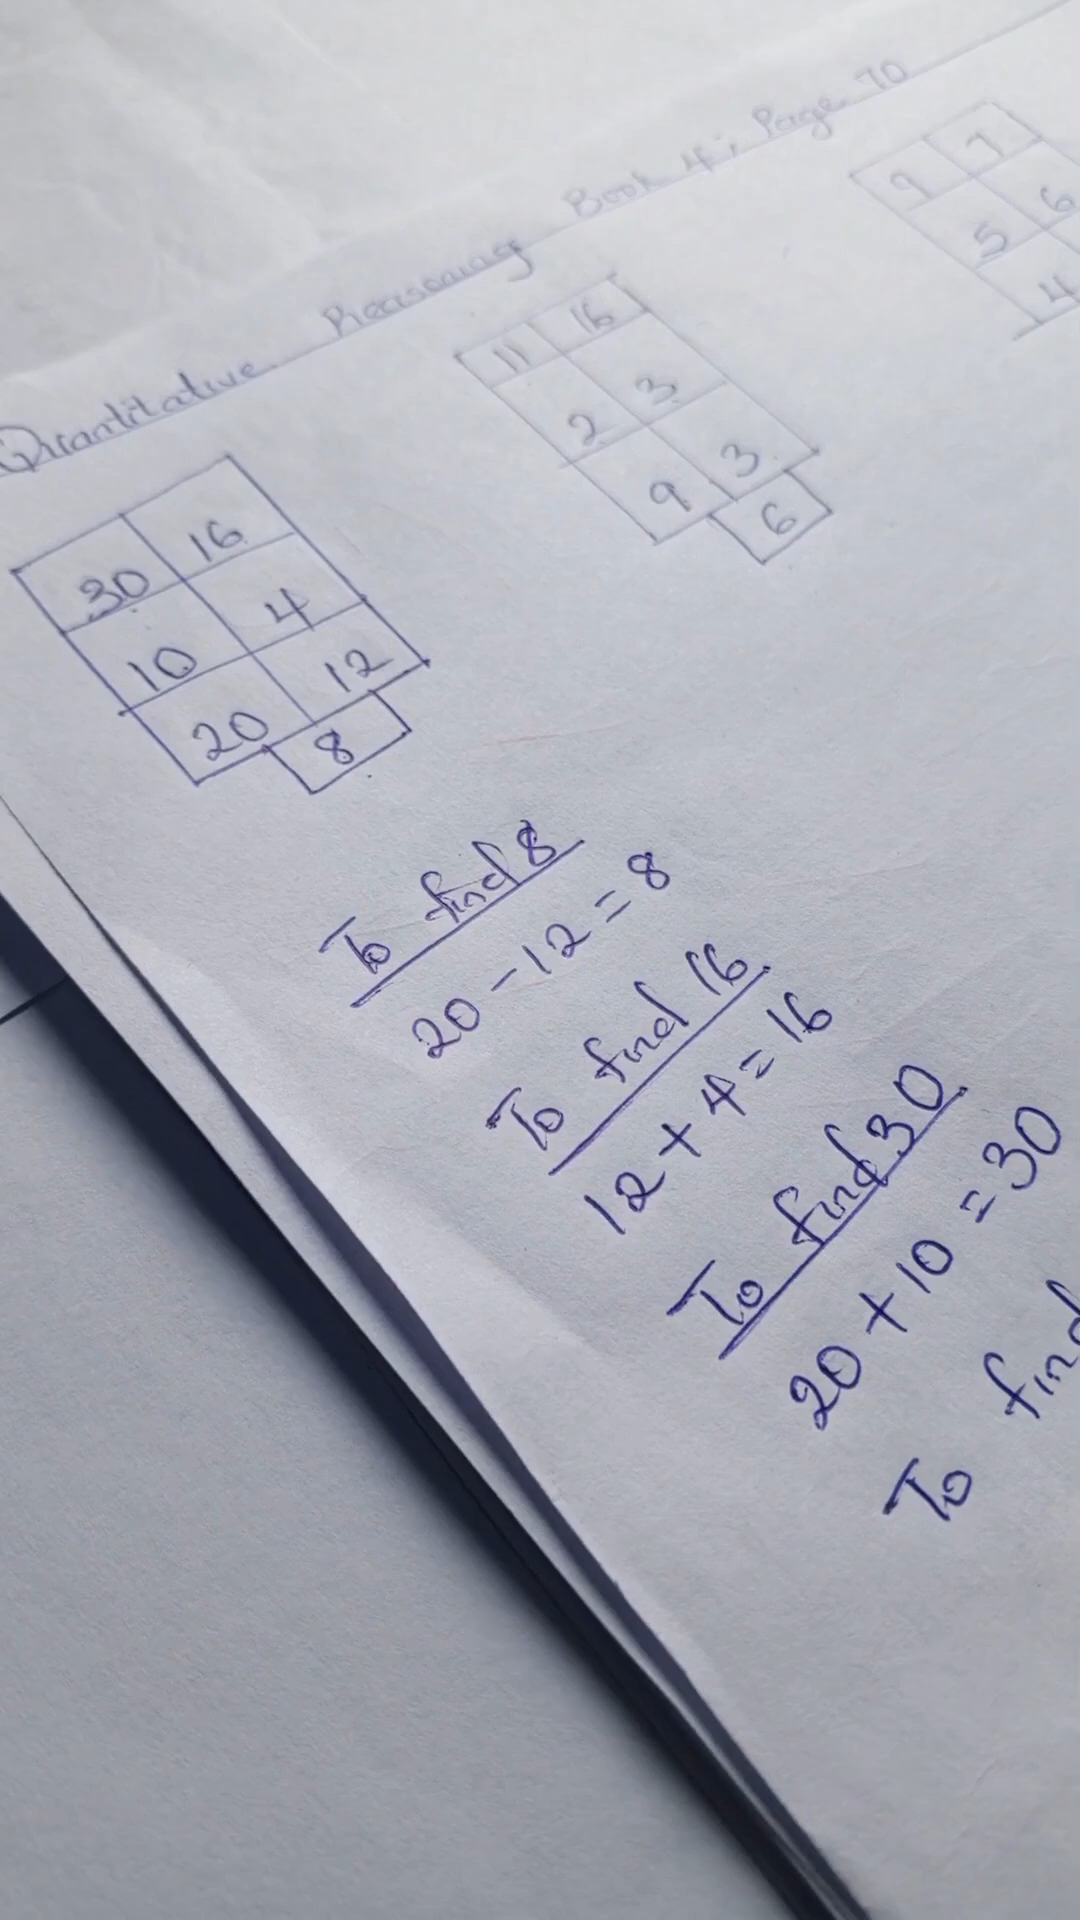 Quantitative Reasoning Book 4; Page 70
30 16
10 4
20 12
8
11 16
2 3
9 3
6
9 7
5 6
4
To find 8
20 - 12 = 8
To find 16
12 + 4 = 16
To find 30
20 + 10 = 30
To find